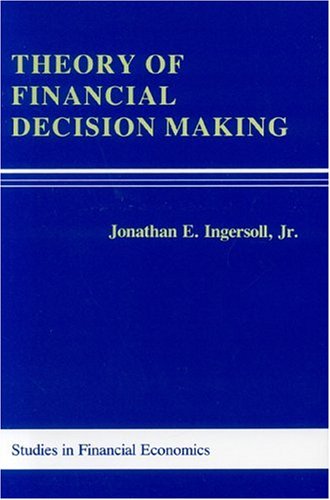 THEORY OF
FINANCIAL
DECISION MAKING
Jonathan E. Ingersoll, Jr.
Studies in Financial Economics